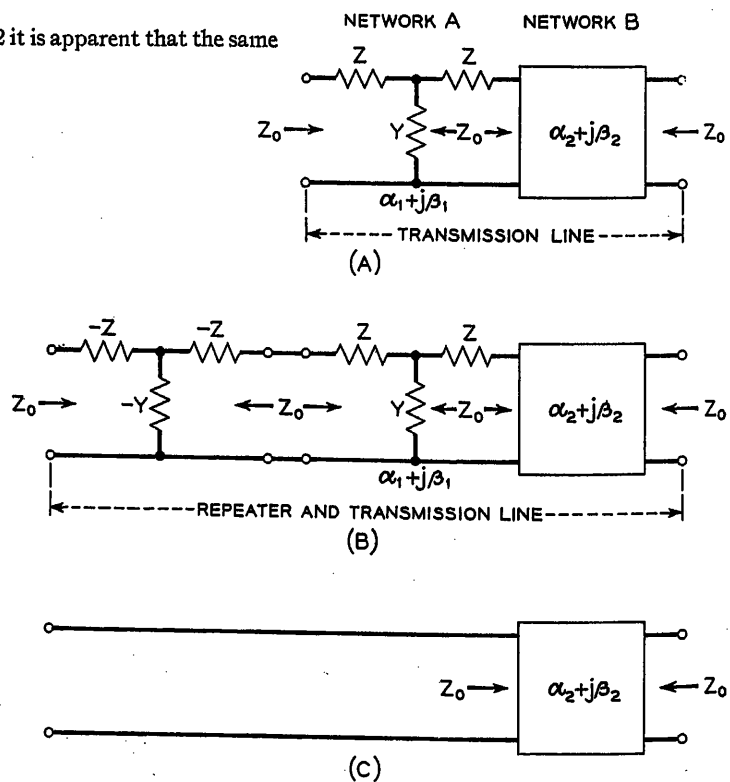 2 it is apparent that the same
NETWORK A NETWORK B
Z Z
Z₀ Y Z₀ α₂+jβ₂ Z₀
α₁+jβ₁
TRANSMISSION LINE
(A)
-Z -Z Z Z
Z₀ -Y Z₀ Y Z₀ α₂+jβ₂ Z₀
α₁+jβ₁
REPEATER AND TRANSMISSION LINE
(B)
Z₀ α₂+jβ₂ Z₀
(C)